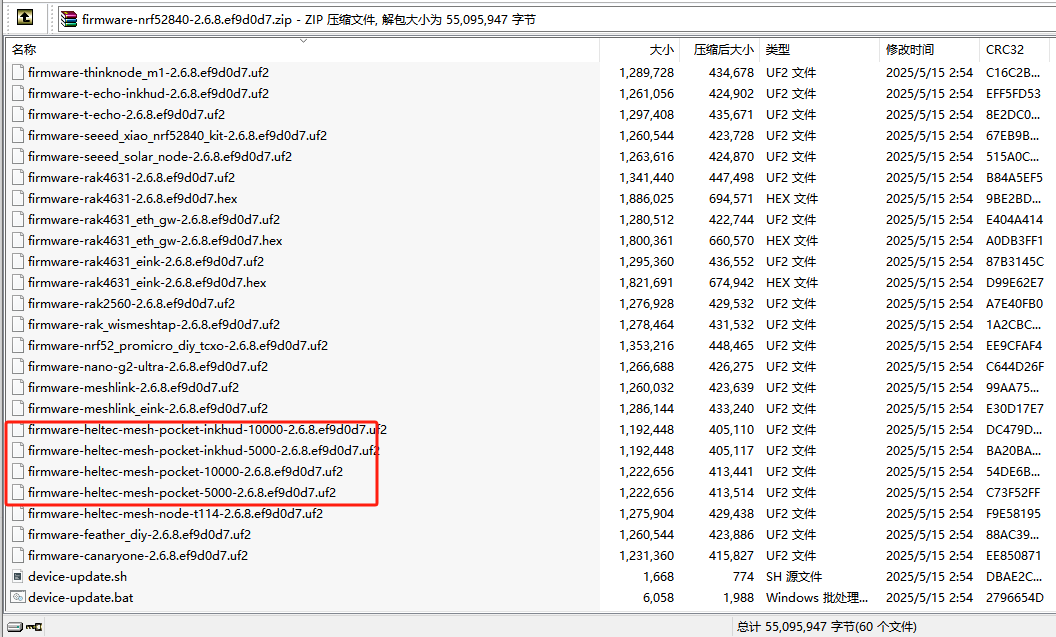 firmware-nrf52840-2.6.8.ef9d0d7.zip - ZIP 压缩文件, 解包大小为 55,095,947 字节
名称 大小 压缩后大小 类型 修改时间 CRC32
firmware-thinknode_m1-2.6.8.ef9d0d7.uf2 1,289,728 434,678 UF2 文件 2025/5/15 2:54 C16C2B...
firmware-t-echo-inkhud-2.6.8.ef9d0d7.uf2 1,261,056 424,902 UF2 文件 2025/5/15 2:54 EFF5FD53
firmware-t-echo-2.6.8.ef9d0d7.uf2 1,297,408 435,671 UF2 文件 2025/5/15 2:54 8E2DC0...
firmware-seeed_xiao_nrf52840_kit-2.6.8.ef9d0d7.uf2 1,260,544 423,728 UF2 文件 2025/5/15 2:54 67EB9B...
firmware-seeed_solar_node-2.6.8.ef9d0d7.uf2 1,263,616 424,870 UF2 文件 2025/5/15 2:54 515A0C...
firmware-rak4631-2.6.8.ef9d0d7.uf2 1,341,440 447,498 UF2 文件 2025/5/15 2:54 B84A5EF5
firmware-rak4631-2.6.8.ef9d0d7.hex 1,886,025 694,571 HEX 文件 2025/5/15 2:54 9BE2BD...
firmware-rak4631_eth_gw-2.6.8.ef9d0d7.uf2 1,280,512 422,744 UF2 文件 2025/5/15 2:54 E404A414
firmware-rak4631_eth_gw-2.6.8.ef9d0d7.hex 1,800,361 660,570 HEX 文件 2025/5/15 2:54 A0DB3FF1
firmware-rak4631_eink-2.6.8.ef9d0d7.uf2 1,295,360 436,552 UF2 文件 2025/5/15 2:54 87B3145C
firmware-rak4631_eink-2.6.8.ef9d0d7.hex 1,821,691 674,942 HEX 文件 2025/5/15 2:54 D99E62E7
firmware-rak2560-2.6.8.ef9d0d7.uf2 1,276,928 429,532 UF2 文件 2025/5/15 2:54 A7E40FB0
firmware-rak_wismeshtap-2.6.8.ef9d0d7.uf2 1,278,464 431,532 UF2 文件 2025/5/15 2:54 1A2CBC...
firmware-nrf52_promicro_diy_tcxo-2.6.8.ef9d0d7.uf2 1,353,216 448,465 UF2 文件 2025/5/15 2:54 EE9CFAF4
firmware-nano-g2-ultra-2.6.8.ef9d0d7.uf2 1,266,688 426,275 UF2 文件 2025/5/15 2:54 C644D26F
firmware-meshlink-2.6.8.ef9d0d7.uf2 1,260,032 423,639 UF2 文件 2025/5/15 2:54 99AA75...
firmware-meshlink_eink-2.6.8.ef9d0d7.uf2 1,286,144 433,240 UF2 文件 2025/5/15 2:54 E30D17E7
firmware-heltec-mesh-pocket-inkhud-10000-2.6.8.ef9d0d7.uf2 1,192,448 405,110 UF2 文件 2025/5/15 2:54 DC479D...
firmware-heltec-mesh-pocket-inkhud-5000-2.6.8.ef9d0d7.uf2 1,192,448 405,117 UF2 文件 2025/5/15 2:54 BA20BA...
firmware-heltec-mesh-pocket-10000-2.6.8.ef9d0d7.uf2 1,222,656 413,441 UF2 文件 2025/5/15 2:54 54DE6B...
firmware-heltec-mesh-pocket-5000-2.6.8.ef9d0d7.uf2 1,222,656 413,514 UF2 文件 2025/5/15 2:54 C73F52FF
firmware-heltec-mesh-node-t114-2.6.8.ef9d0d7.uf2 1,275,904 429,438 UF2 文件 2025/5/15 2:54 F9E58195
firmware-feather_diy-2.6.8.ef9d0d7.uf2 1,260,544 423,886 UF2 文件 2025/5/15 2:54 88AC39...
firmware-canaryone-2.6.8.ef9d0d7.uf2 1,231,360 415,827 UF2 文件 2025/5/15 2:54 EE850871
device-update.sh 1,668 774 SH 源文件 2025/5/15 2:54 DBAE2C...
device-update.bat 6,058 1,988 Windows 批处理... 2025/5/15 2:54 2796654D
总计 55,095,947 字节(60 个文件)